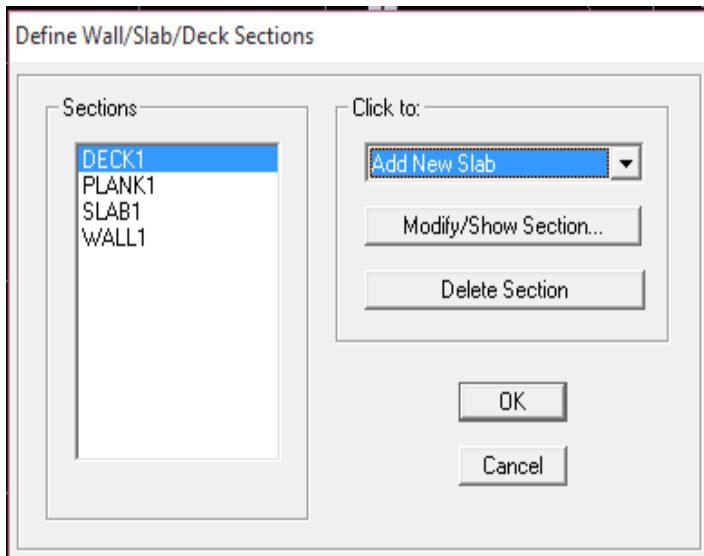 Define Wall/Slab/Deck Sections
Sections
DECK1
PLANK1
SLAB1
WALL1
Click to:
Add New Slab
Modify/Show Section...
Delete Section
OK
Cancel